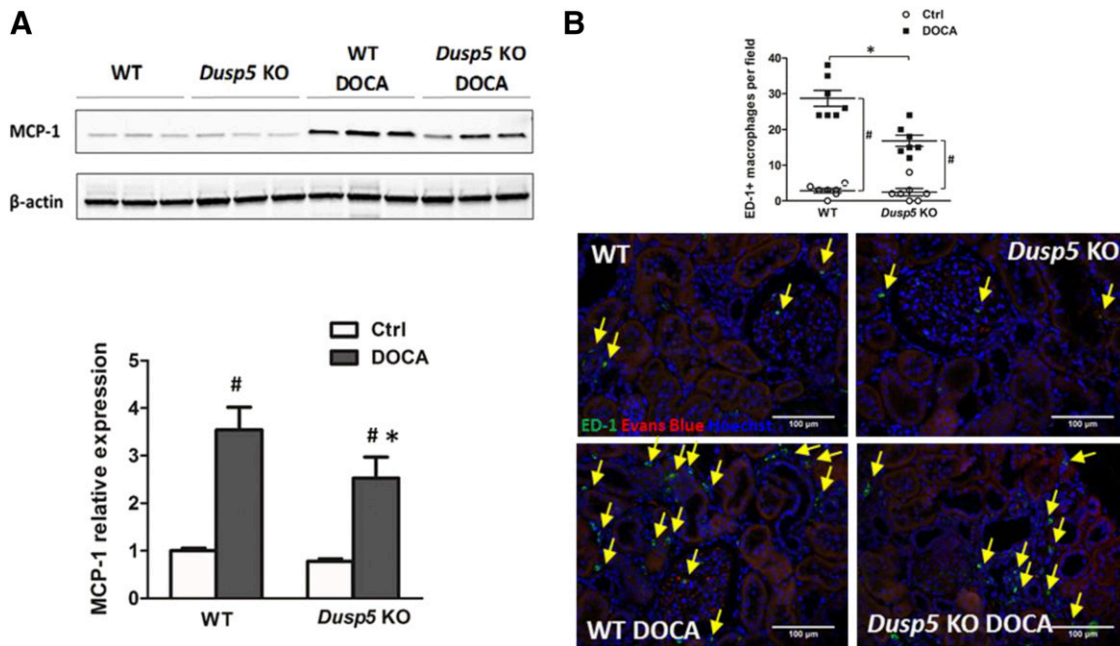 A
WT Dusp5 KO WT DOCA Dusp5 KO DOCA
MCP-1
β-actin
MCP-1 relative expression
5
4
3
2
1
0
Ctrl
DOCA
#
# *
WT Dusp5 KO
B
Ctrl
DOCA
ED-1+ macrophages per field
40
30
20
10
0
*
#
#
WT Dusp5 KO
WT
Dusp5 KO
ED-1 Evans Blue Hoechst
100 µm
100 µm
WT DOCA
100 µm
Dusp5 KO DOCA
100 µm